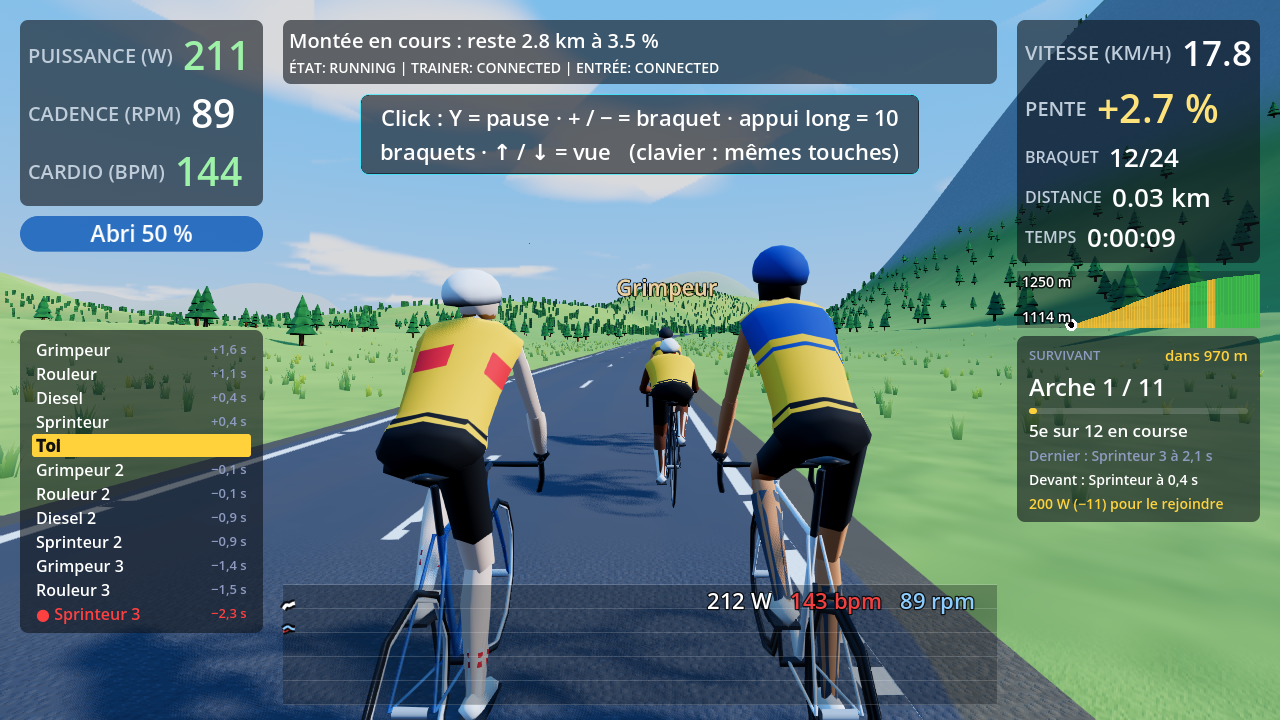 PUISSANCE (W) 211
CADENCE (RPM) 89
CARDIO (BPM) 144
Abri 50 %
Montée en cours : reste 2.8 km à 3.5 %
ÉTAT: RUNNING | TRAINER: CONNECTED | ENTRÉE: CONNECTED
Click : Y = pause · + / − = braquet · appui long = 10
braquets · ↑ / ↓ = vue (clavier : mêmes touches)
VITESSE (KM/H) 17.8
PENTE +2.7 %
BRAQUET 12/24
DISTANCE 0.03 km
TEMPS 0:00:09
1250 m
1114 m
SURVIVANT dans 970 m
Arche 1 / 11
5e sur 12 en course
Dernier : Sprinteur 3 à 2,1 s
Devant : Sprinteur à 0,4 s
200 W (−11) pour le rejoindre
Grimpeur
Grimpeur +1,6 s
Rouleur +1,1 s
Diesel +0,4 s
Sprinteur +0,4 s
Toi
Grimpeur 2 −0,1 s
Rouleur 2 −0,1 s
Diesel 2 −0,9 s
Sprinteur 2 −0,9 s
Grimpeur 3 −1,4 s
Rouleur 3 −1,5 s
Sprinteur 3 −2,3 s
212 W 143 bpm 89 rpm